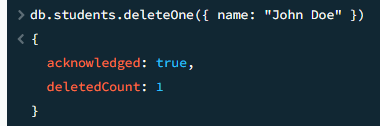 > db.students.deleteOne({ name: "John Doe" })
< {
acknowledged: true,
deletedCount: 1
}